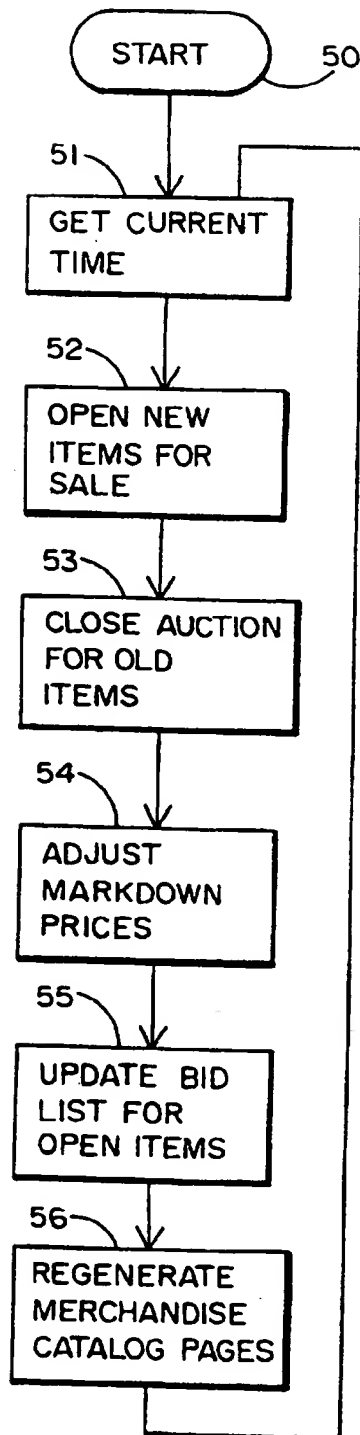 START
50
51
GET CURRENT
TIME
52
OPEN NEW
ITEMS FOR
SALE
53
CLOSE AUCTION
FOR OLD
ITEMS
54
ADJUST
MARKDOWN
PRICES
55
UPDATE BID
LIST FOR
OPEN ITEMS
56
REGENERATE
MERCHANDISE
CATALOG PAGES